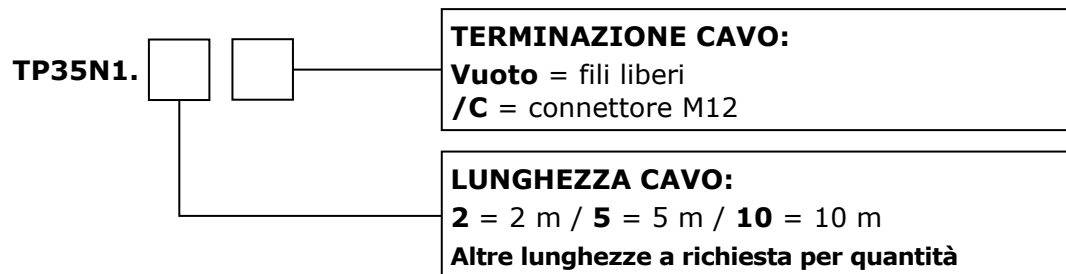 TP35N1.
TERMINAZIONE CAVO:
Vuoto = fili liberi
/C = connettore M12
LUNGHEZZA CAVO:
2 = 2 m / 5 = 5 m / 10 = 10 m
Altre lunghezze a richiesta per quantità